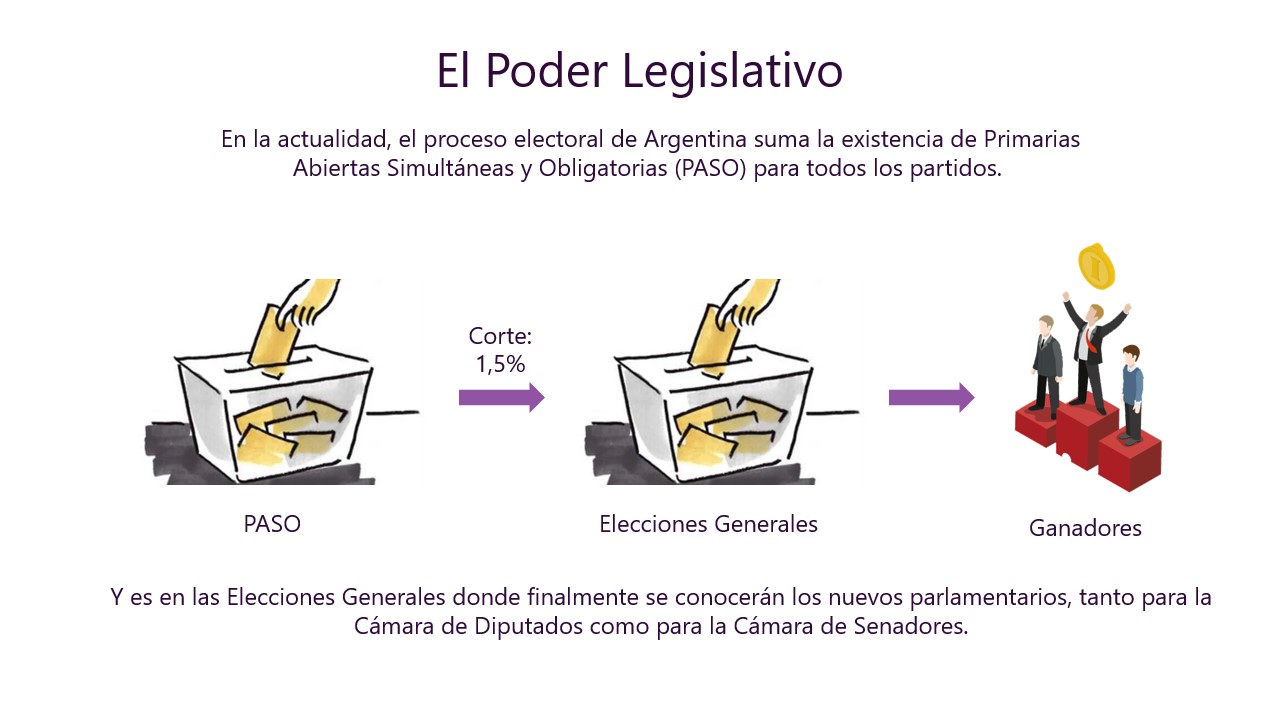 El Poder Legislativo
En la actualidad, el proceso electoral de Argentina suma la existencia de Primarias
Abiertas Simultáneas y Obligatorias (PASO) para todos los partidos.
Corte:
1,5%
PASO
Elecciones Generales
Ganadores
Y es en las Elecciones Generales donde finalmente se conocerán los nuevos parlamentarios, tanto para la
Cámara de Diputados como para la Cámara de Senadores.